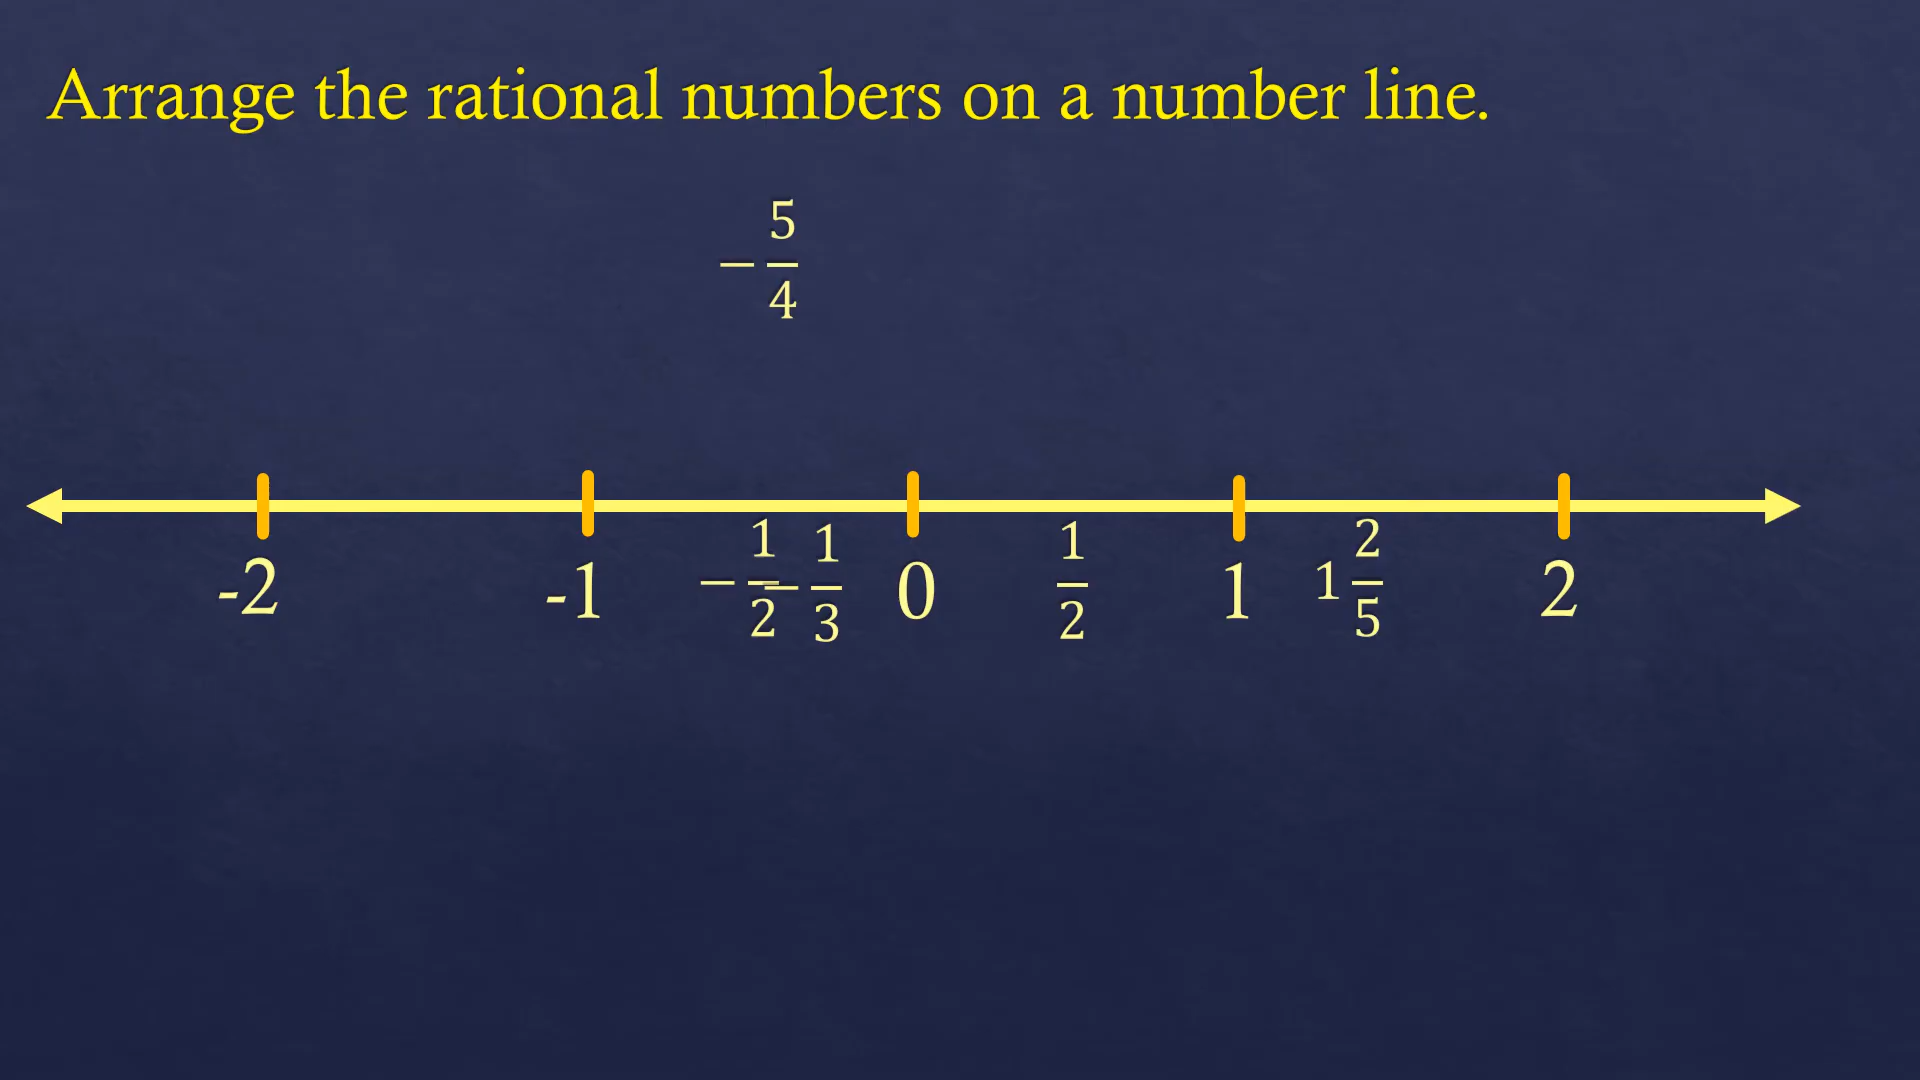 Arrange the rational numbers on a number line.
−5/4
-2 -1 −1/2 −1/3 0 1/2 1 1 2/5 2